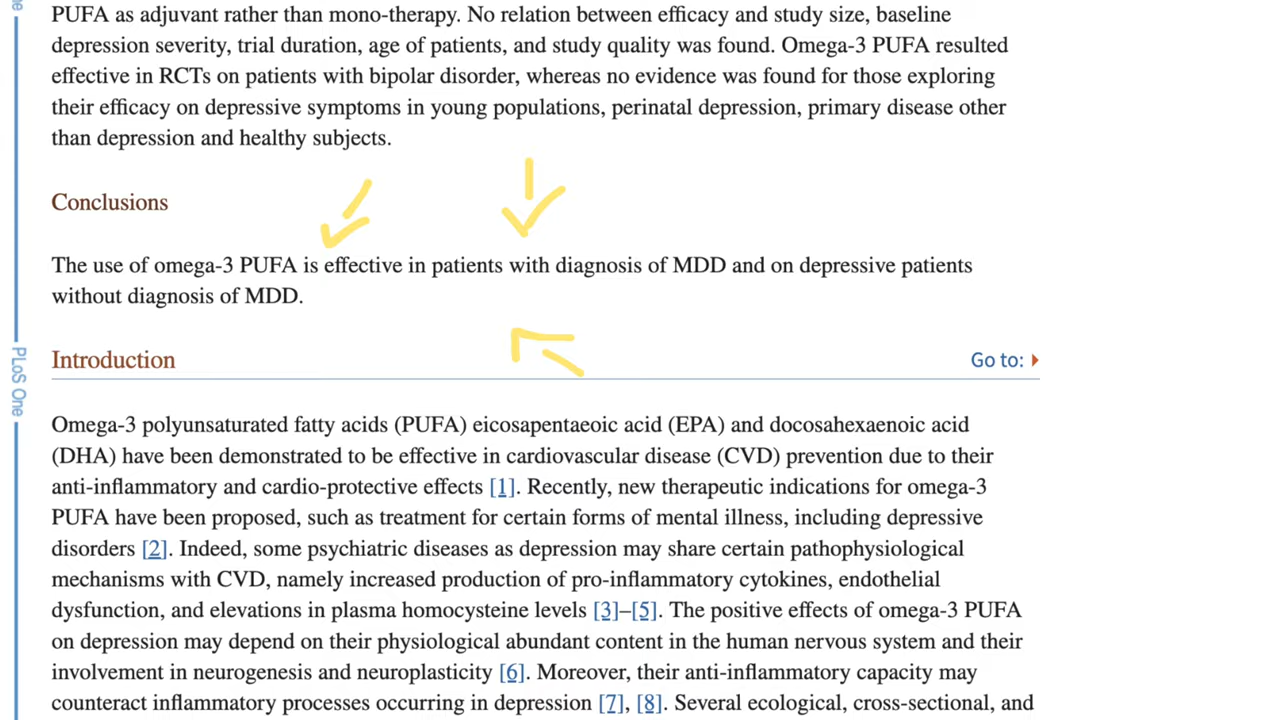 PUFA as adjuvant rather than mono-therapy. No relation between efficacy and study size, baseline
depression severity, trial duration, age of patients, and study quality was found. Omega-3 PUFA resulted
effective in RCTs on patients with bipolar disorder, whereas no evidence was found for those exploring
their efficacy on depressive symptoms in young populations, perinatal depression, primary disease other
than depression and healthy subjects.
Conclusions
The use of omega-3 PUFA is effective in patients with diagnosis of MDD and on depressive patients
without diagnosis of MDD.
Introduction
Go to:
Omega-3 polyunsaturated fatty acids (PUFA) eicosapentaeoic acid (EPA) and docosahexaenoic acid
(DHA) have been demonstrated to be effective in cardiovascular disease (CVD) prevention due to their
anti-inflammatory and cardio-protective effects [1]. Recently, new therapeutic indications for omega-3
PUFA have been proposed, such as treatment for certain forms of mental illness, including depressive
disorders [2]. Indeed, some psychiatric diseases as depression may share certain pathophysiological
mechanisms with CVD, namely increased production of pro-inflammatory cytokines, endothelial
dysfunction, and elevations in plasma homocysteine levels [3]–[5]. The positive effects of omega-3 PUFA
on depression may depend on their physiological abundant content in the human nervous system and their
involvement in neurogenesis and neuroplasticity [6]. Moreover, their anti-inflammatory capacity may
counteract inflammatory processes occurring in depression [7], [8]. Several ecological, cross-sectional, and
PLoS One